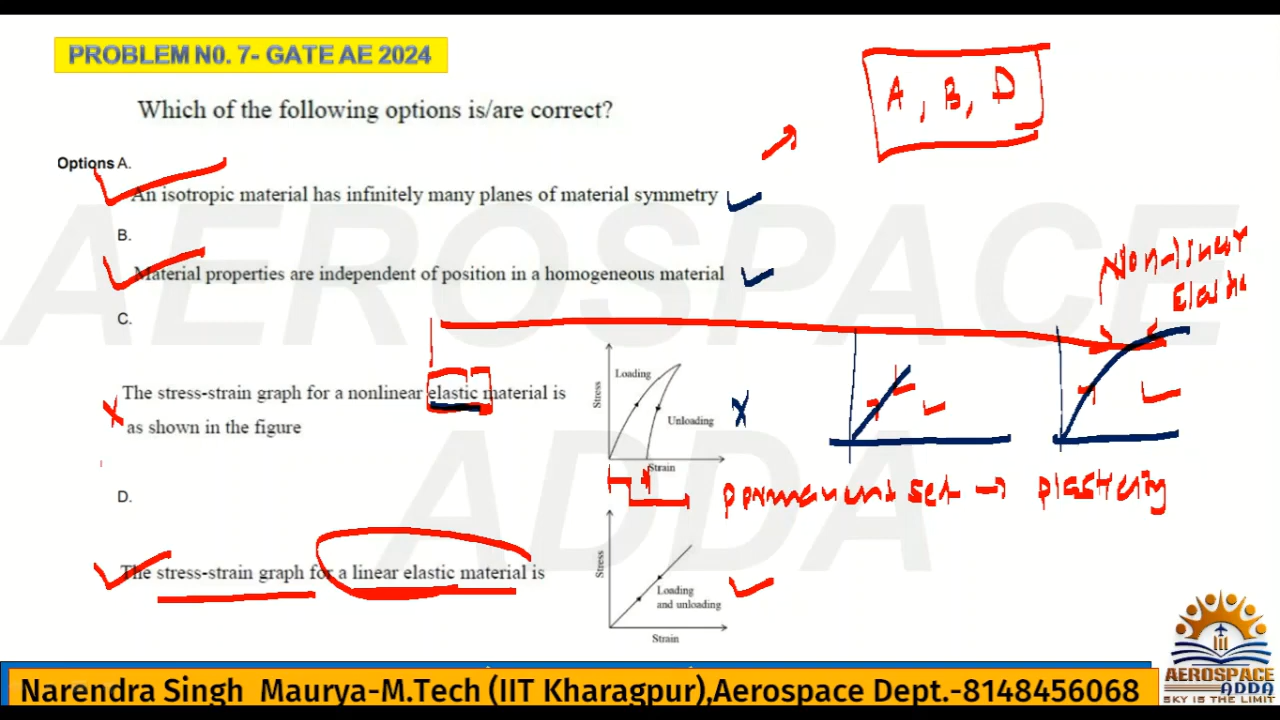 PROBLEM N0. 7- GATE AE 2024
Which of the following options is/are correct?
A, B, D
Options A.
An isotropic material has infinitely many planes of material symmetry
B.
Material properties are independent of position in a homogeneous material
Non-linear
Elastic
C.
The stress-strain graph for a nonlinear elastic material is
as shown in the figure
Stress
Loading
Unloading
Strain
permanent set → plasticity
D.
The stress-strain graph for a linear elastic material is
Stress
Loading
and unloading
Strain
AEROSPACE
ADDA
Narendra Singh Maurya-M.Tech (IIT Kharagpur),Aerospace Dept.-8148456068
AEROSPACE
ADDA
SKY IS THE LIMIT